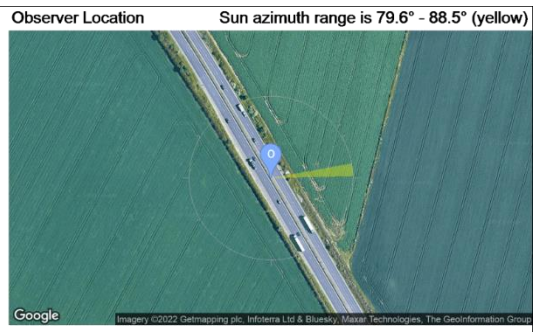 Observer Location
Sun azimuth range is 79.6° - 88.5° (yellow)
O
Google
Imagery ©2022 Getmapping plc, Infoterra Ltd & Bluesky, Maxar Technologies, The GeoInformation Group